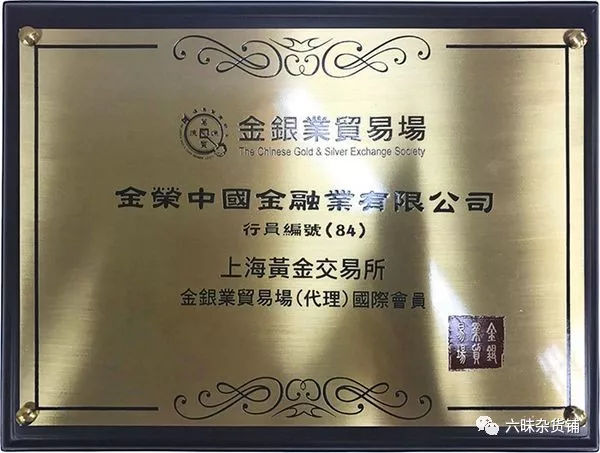 金銀業貿易場
The Chinese Gold & Silver Exchange Society
金榮中國金融業有限公司
行員編號(84)
上海黃金交易所
金銀業貿易場(代理)國際會員
金銀
業貿
易場
六昧杂货铺